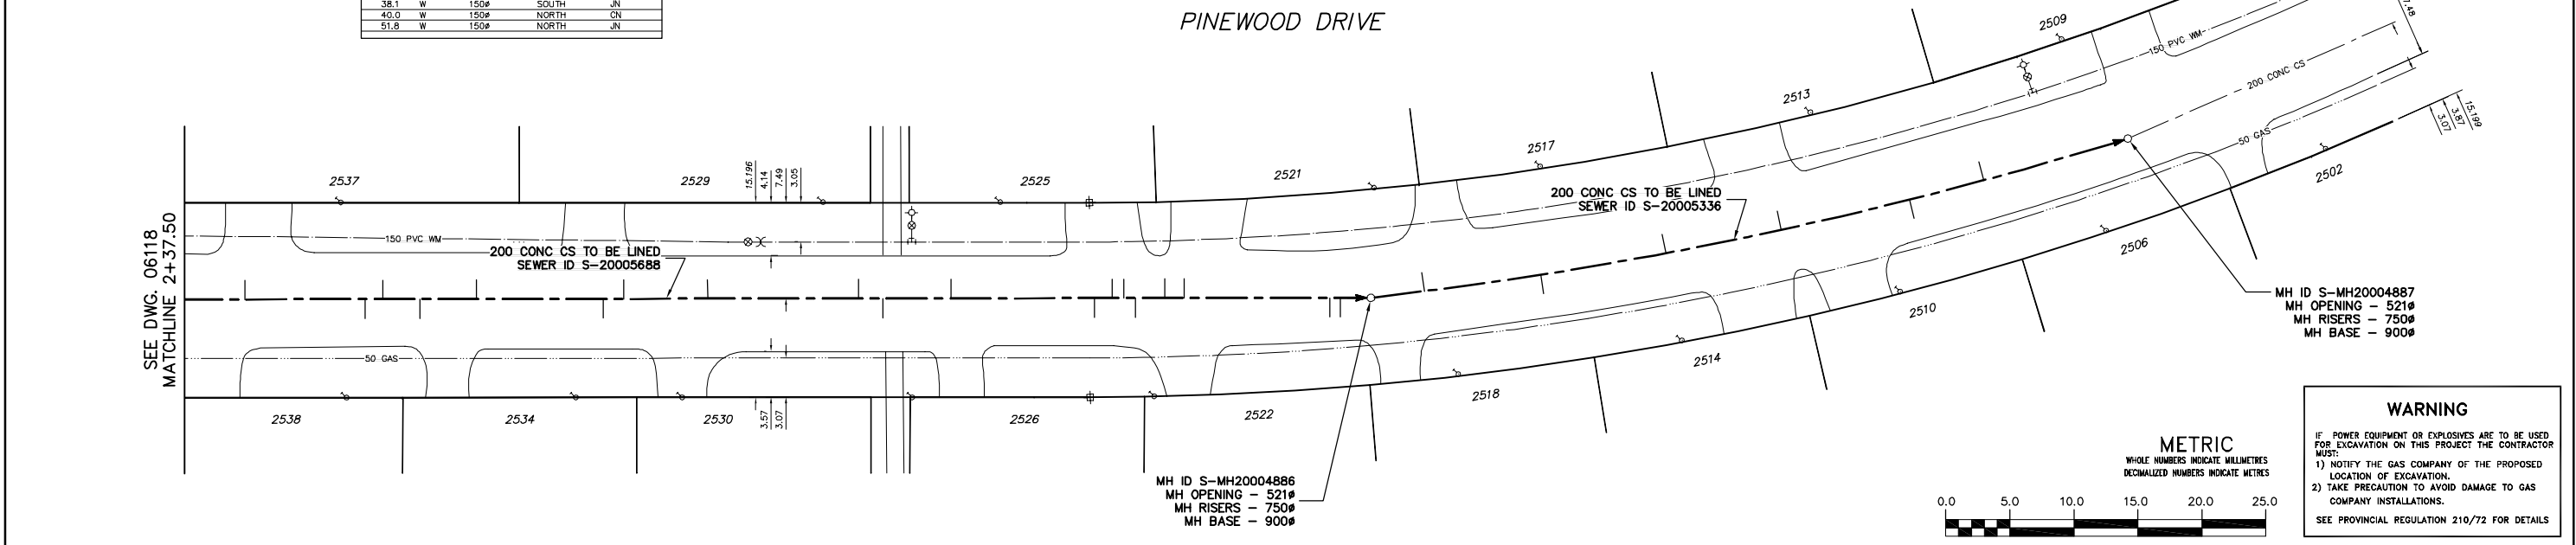 38.1 W 150ø SOUTH JN
40.0 W 150ø NORTH CN
51.8 W 150ø NORTH JN
PINEWOOD DRIVE
2509
7.48
150 PVC WM
200 CONC CS
2513
15.199
3.87
3.07
50 GAS
2517
2521
2502
2537
2529
15.196
4.14
7.49
3.05
2525
200 CONC CS TO BE LINED
SEWER ID S-20005336
SEE DWG. 06118
MATCHLINE 2+37.50
150 PVC WM
200 CONC CS TO BE LINED
SEWER ID S-20005688
2506
MH ID S-MH20004887
MH OPENING - 521ø
MH RISERS - 750ø
MH BASE - 900ø
2510
50 GAS
2514
2518
2538
2534
2530
3.57
3.07
2526
2522
MH ID S-MH20004886
MH OPENING - 521ø
MH RISERS - 750ø
MH BASE - 900ø
METRIC
WHOLE NUMBERS INDICATE MILLIMETRES
DECIMALIZED NUMBERS INDICATE METRES
0.0 5.0 10.0 15.0 20.0 25.0
WARNING
IF POWER EQUIPMENT OR EXPLOSIVES ARE TO BE USED
FOR EXCAVATION ON THIS PROJECT THE CONTRACTOR
MUST:
1) NOTIFY THE GAS COMPANY OF THE PROPOSED
LOCATION OF EXCAVATION.
2) TAKE PRECAUTION TO AVOID DAMAGE TO GAS
COMPANY INSTALLATIONS.
SEE PROVINCIAL REGULATION 210/72 FOR DETAILS